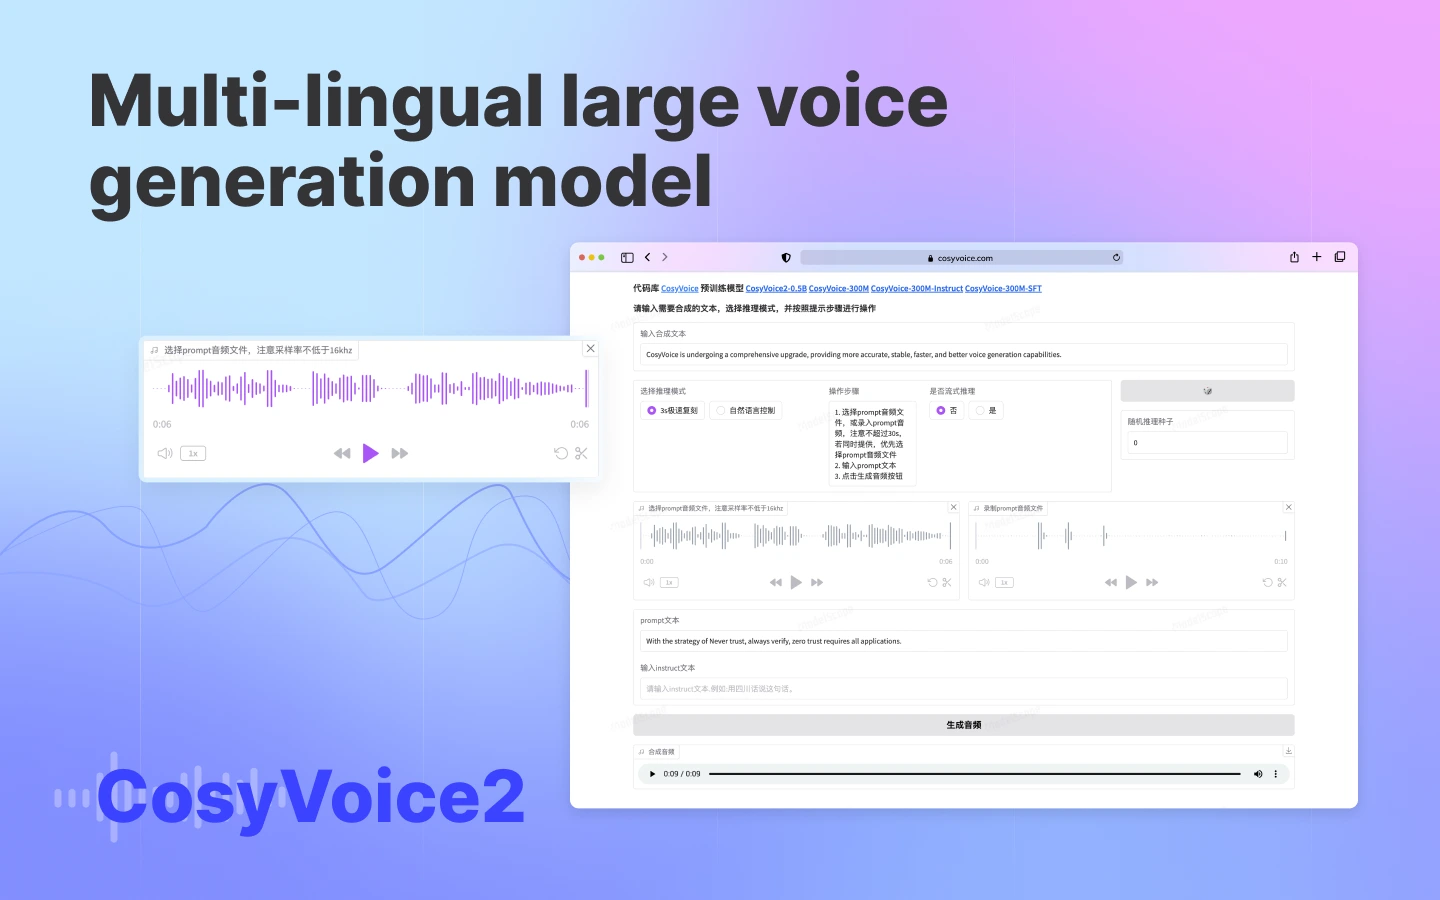 Multi-lingual large voice
generation model
cosyvoice.com
代码库 CosyVoice 预训练模型 CosyVoice2-0.5B CosyVoice-300M CosyVoice-300M-Instruct CosyVoice-300M-SFT
请输入需要合成的文本，选择推理模式，并按照提示步骤进行操作
输入合成文本
CosyVoice is undergoing a comprehensive upgrade, providing more accurate, stable, faster, and better voice generation capabilities.
选择prompt音频文件，注意采样率不低于16khz
0:06 0:06
1x
选择推理模式
3s极速复刻 自然语言控制
操作步骤
1. 选择prompt音频文
件，或录入prompt音
频，注意不超过30s,
若同时提供，优先选
择prompt音频文件
2. 输入prompt文本
3. 点击生成音频按钮
是否流式推理
否 是
随机推理种子
0
选择prompt音频文件，注意采样率不低于16khz
0:00 0:06
1x
录制prompt音频文件
0:00 0:10
1x
prompt文本
With the strategy of Never trust, always verify, zero trust requires all applications.
输入instruct文本
请输入instruct文本.例如:用四川话说这句话。
生成音频
合成音频
0:09 / 0:09
CosyVoice2